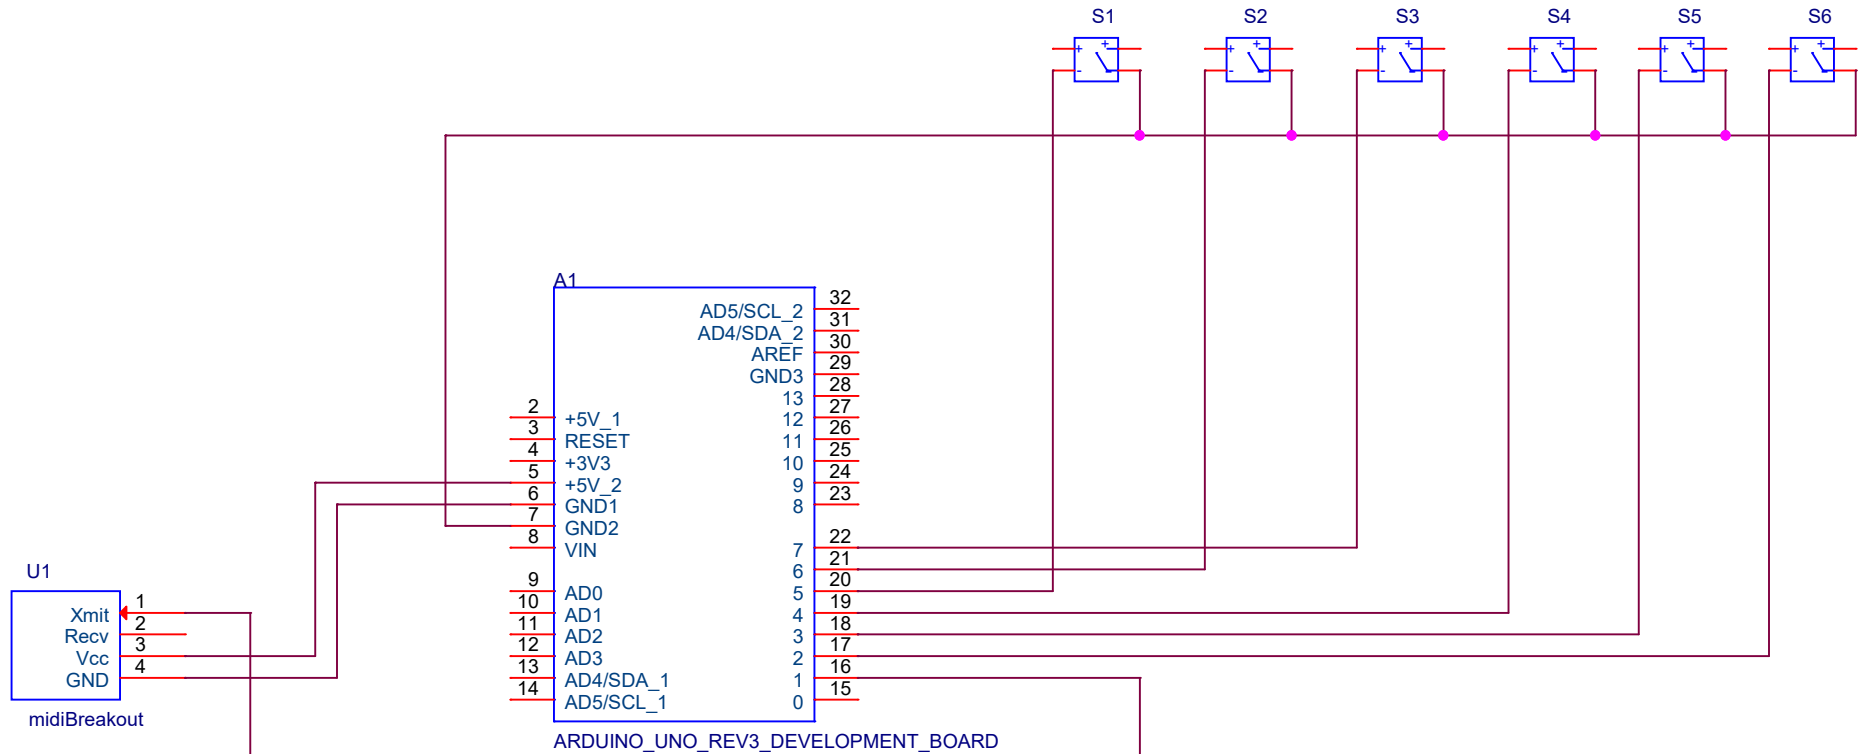 S1 S2 S3 S4 S5 S6
+ + + + + + + + + + + +
- - - - - -
A1
AD5/SCL_2 32
AD4/SDA_2 31
AREF 30
GND3 29
13 28
2 +5V_1 12 27
3 RESET 11 26
4 +3V3 10 25
5 +5V_2 9 24
6 GND1 8 23
7 GND2
8 VIN 7 22
6 21
9 AD0 5 20
10 AD1 4 19
11 AD2 3 18
12 AD3 2 17
13 AD4/SDA_1 1 16
14 AD5/SCL_1 0 15
ARDUINO_UNO_REV3_DEVELOPMENT_BOARD
U1
Xmit 1
Recv 2
Vcc 3
GND 4
midiBreakout